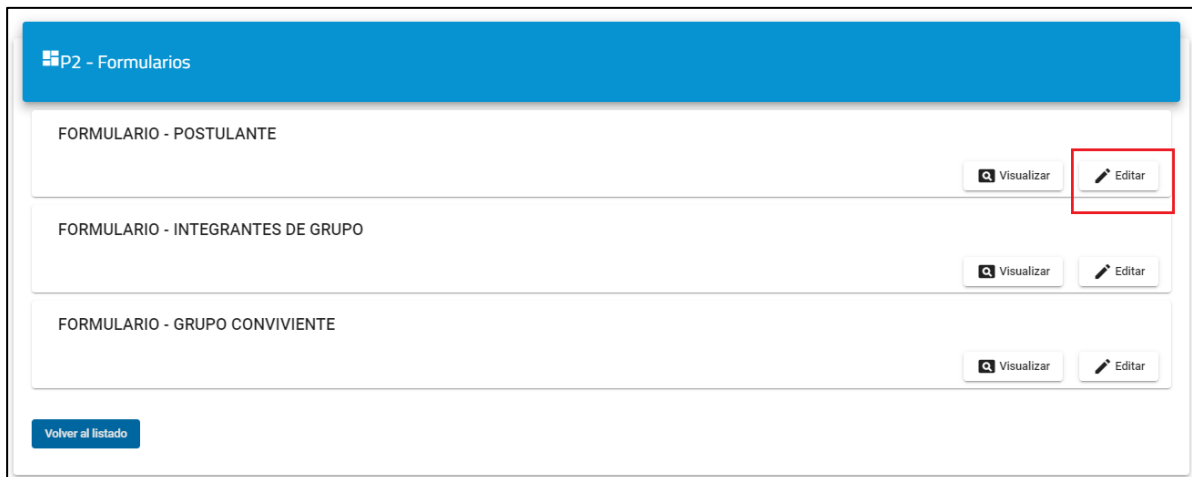 P2 - Formularios
FORMULARIO - POSTULANTE
Visualizar
Editar
FORMULARIO - INTEGRANTES DE GRUPO
Visualizar
Editar
FORMULARIO - GRUPO CONVIVIENTE
Visualizar
Editar
Volver al listado